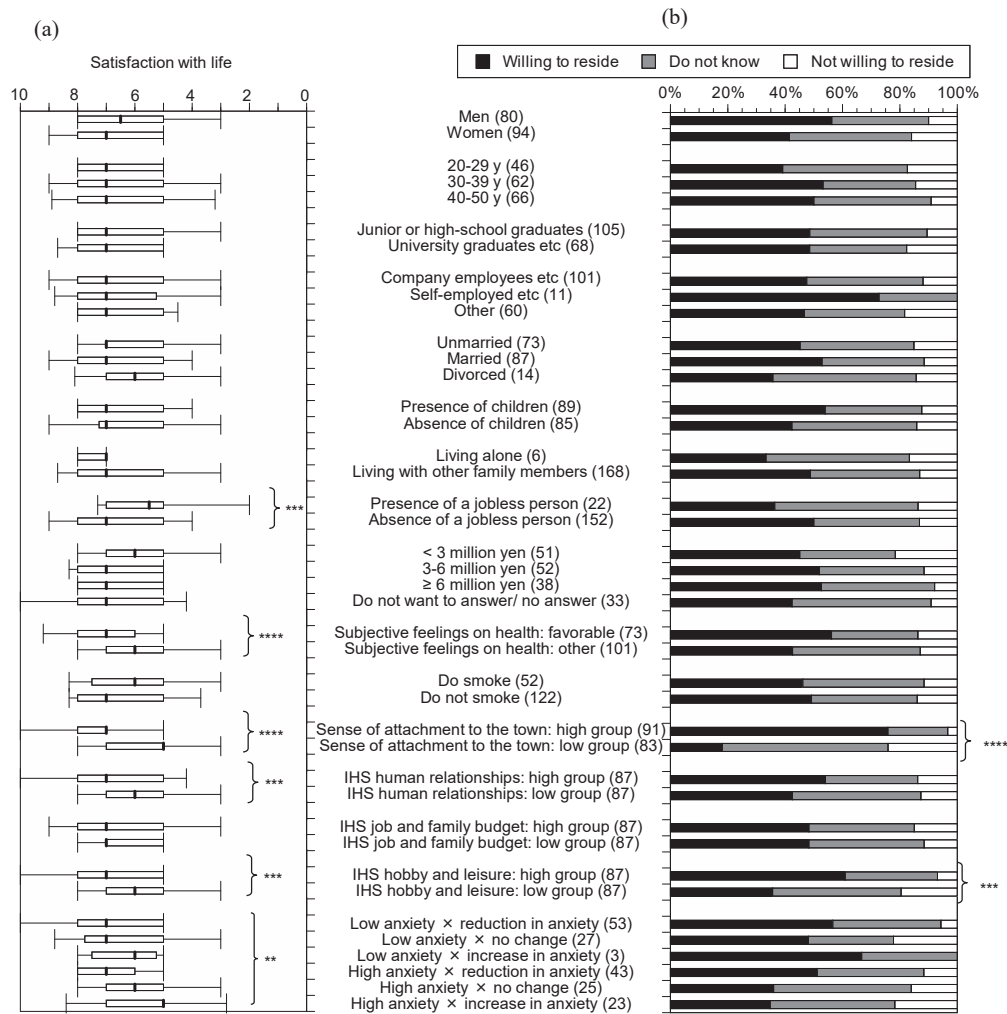 (a)
(b)
Satisfaction with life
Willing to reside Do not know Not willing to reside
10 8 6 4 2 0
0% 20% 40% 60% 80% 100%
Men (80)
Women (94)
20-29 y (46)
30-39 y (62)
40-50 y (66)
Junior or high-school graduates (105)
University graduates etc (68)
Company employees etc (101)
Self-employed etc (11)
Other (60)
Unmarried (73)
Married (87)
Divorced (14)
Presence of children (89)
Absence of children (85)
Living alone (6)
Living with other family members (168)
Presence of a jobless person (22)
***
Absence of a jobless person (152)
< 3 million yen (51)
3-6 million yen (52)
≥ 6 million yen (38)
Do not want to answer/ no answer (33)
Subjective feelings on health: favorable (73)
****
Subjective feelings on health: other (101)
Do smoke (52)
Do not smoke (122)
Sense of attachment to the town: high group (91)
**** ****
Sense of attachment to the town: low group (83)
IHS human relationships: high group (87)
***
IHS human relationships: low group (87)
IHS job and family budget: high group (87)
IHS job and family budget: low group (87)
IHS hobby and leisure: high group (87)
*** ***
IHS hobby and leisure: low group (87)
Low anxiety × reduction in anxiety (53)
Low anxiety × no change (27)
Low anxiety × increase in anxiety (3)
**
High anxiety × reduction in anxiety (43)
High anxiety × no change (25)
High anxiety × increase in anxiety (23)